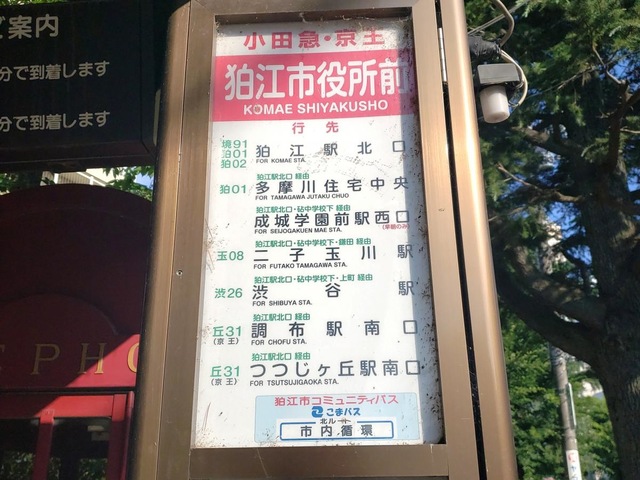 ご案内
分で到着します
分で到着します
小田急・京王
狛江市役所前
KOMAE SHIYAKUSHO
行先
境91
狛01
狛02
狛江駅北口
FOR KOMAE STA.
狛江駅北口 経由
狛01 多摩川住宅中央
FOR TAMAGAWA JUTAKU CHUO
狛江駅北口・砧中学校下 経由
成城学園前駅西口
FOR SEIJOGAKUEN MAE STA.
(早朝のみ)
狛江駅北口・砧中学校下・鎌田 経由
玉08 二子玉川駅
FOR FUTAKO TAMAGAWA STA.
狛江駅北口・砧中学校下・上町 経由
渋26 渋谷駅
FOR SHIBUYA STA.
狛江駅北口 経由
丘31 調布駅南口
(京王) FOR CHOFU STA.
狛江駅北口 経由
丘31 つつじヶ丘駅南口
(京王) FOR TSUTSUJIGAOKA STA.
狛江市コミュニティバス
こまバス
北ルート
市内循環
EPHO